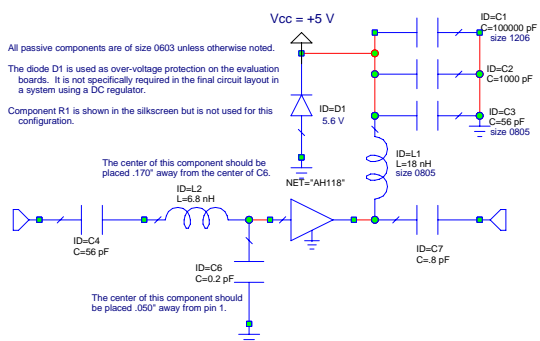 Vcc = +5 V
ID=C1
C=100000 pF
size 1206
All passive components are of size 0603 unless otherwise noted.
The diode D1 is used as over-voltage protection on the evaluation
boards. It is not specifically required in the final circuit layout in
a system using a DC regulator.
Component R1 is shown in the silkscreen but is not used for this
configuration.
ID=C2
C=1000 pF
ID=D1
5.6 V
ID=C3
C=56 pF
size 0805
The center of this component should be
placed .170" away from the center of C6.
ID=L1
L=18 nH
size 0805
ID=L2
L=6.8 nH
NET="AH118"
ID=C4
C=56 pF
ID=C6
C=0.2 pF
ID=C7
C=.8 pF
The center of this component should
be placed .050" away from pin 1.